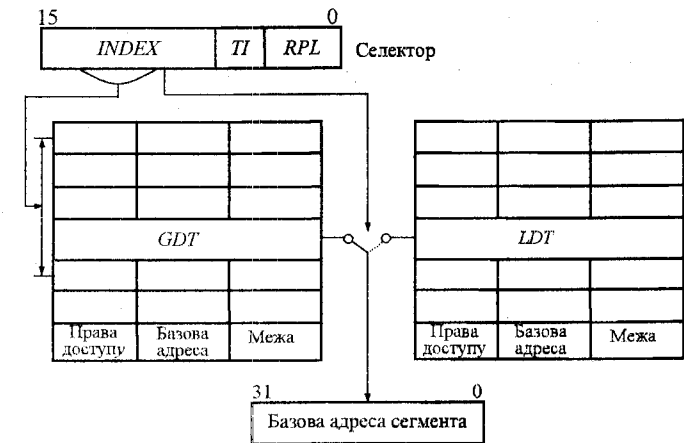 15 0
INDEX TI RPL Селектор
GDT LDT
Права доступу Базова адреса Межа
Права доступу Базова адреса Межа
31 0
Базова адреса сегмента